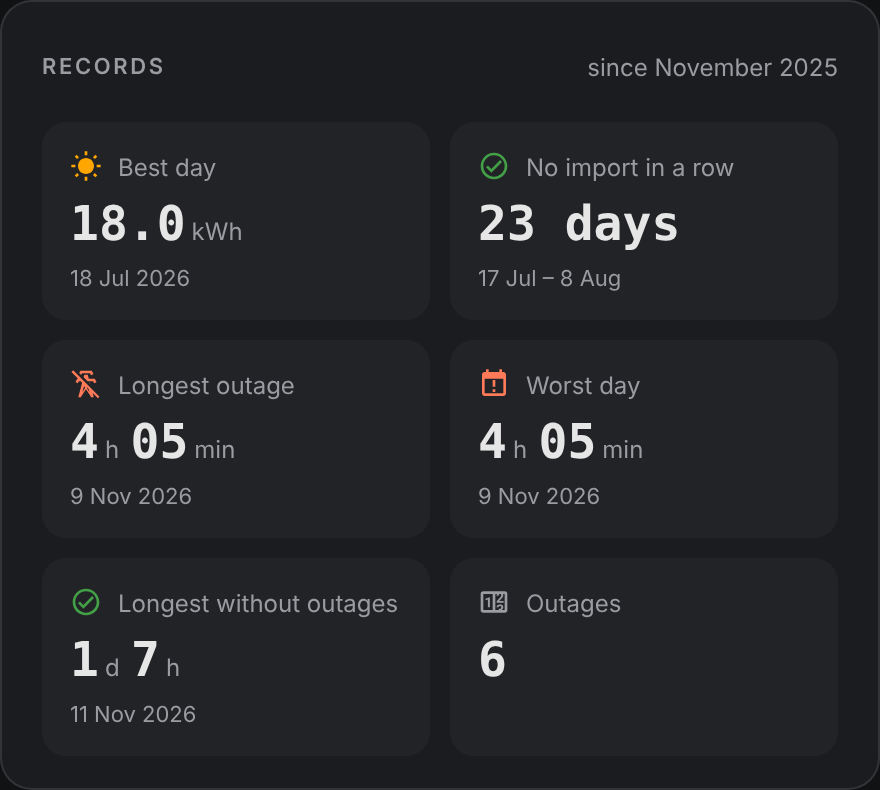 RECORDS
since November 2025
Best day
18.0 kWh
18 Jul 2026
No import in a row
23 days
17 Jul – 8 Aug
Longest outage
4 h 05 min
9 Nov 2026
Worst day
4 h 05 min
9 Nov 2026
Longest without outages
1 d 7 h
11 Nov 2026
Outages
6